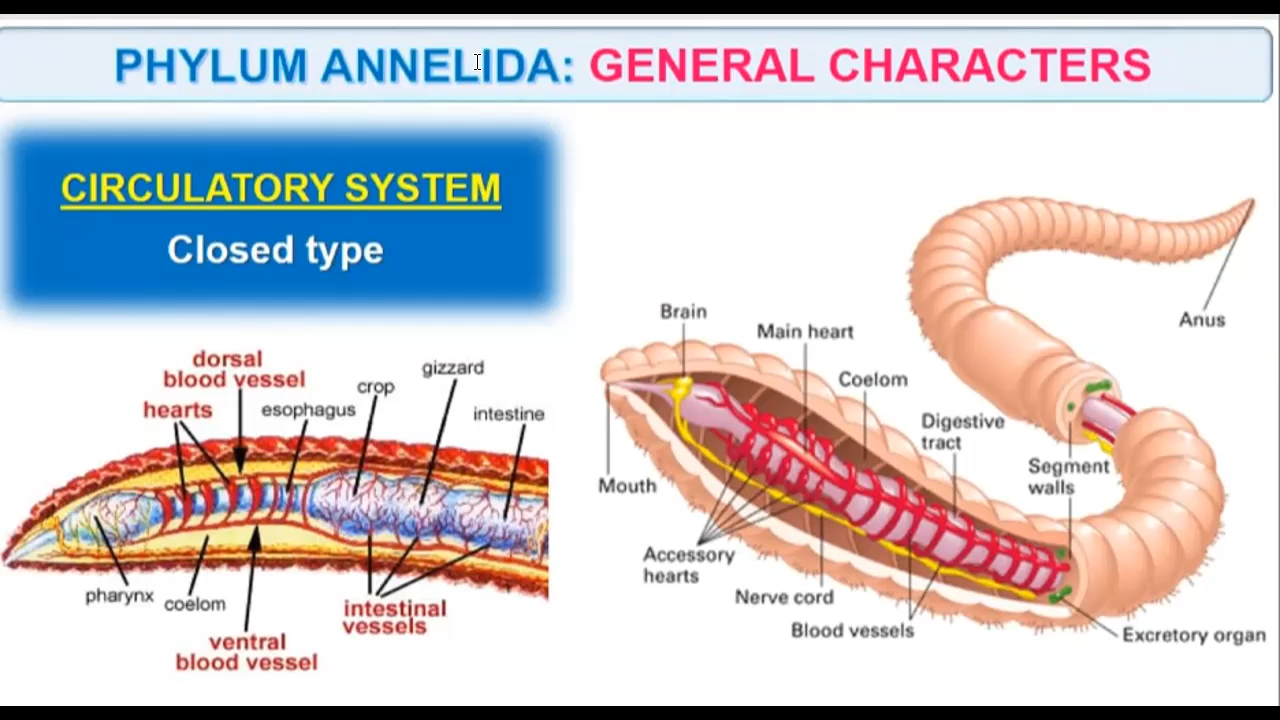 PHYLUM ANNELIDA: GENERAL CHARACTERS
CIRCULATORY SYSTEM
Closed type
dorsal
blood vessel
hearts
esophagus
crop
gizzard
intestine
pharynx
coelom
ventral
blood vessel
intestinal
vessels
Brain
Main heart
Coelom
Digestive
tract
Segment
walls
Anus
Mouth
Accessory
hearts
Nerve cord
Blood vessels
Excretory organ